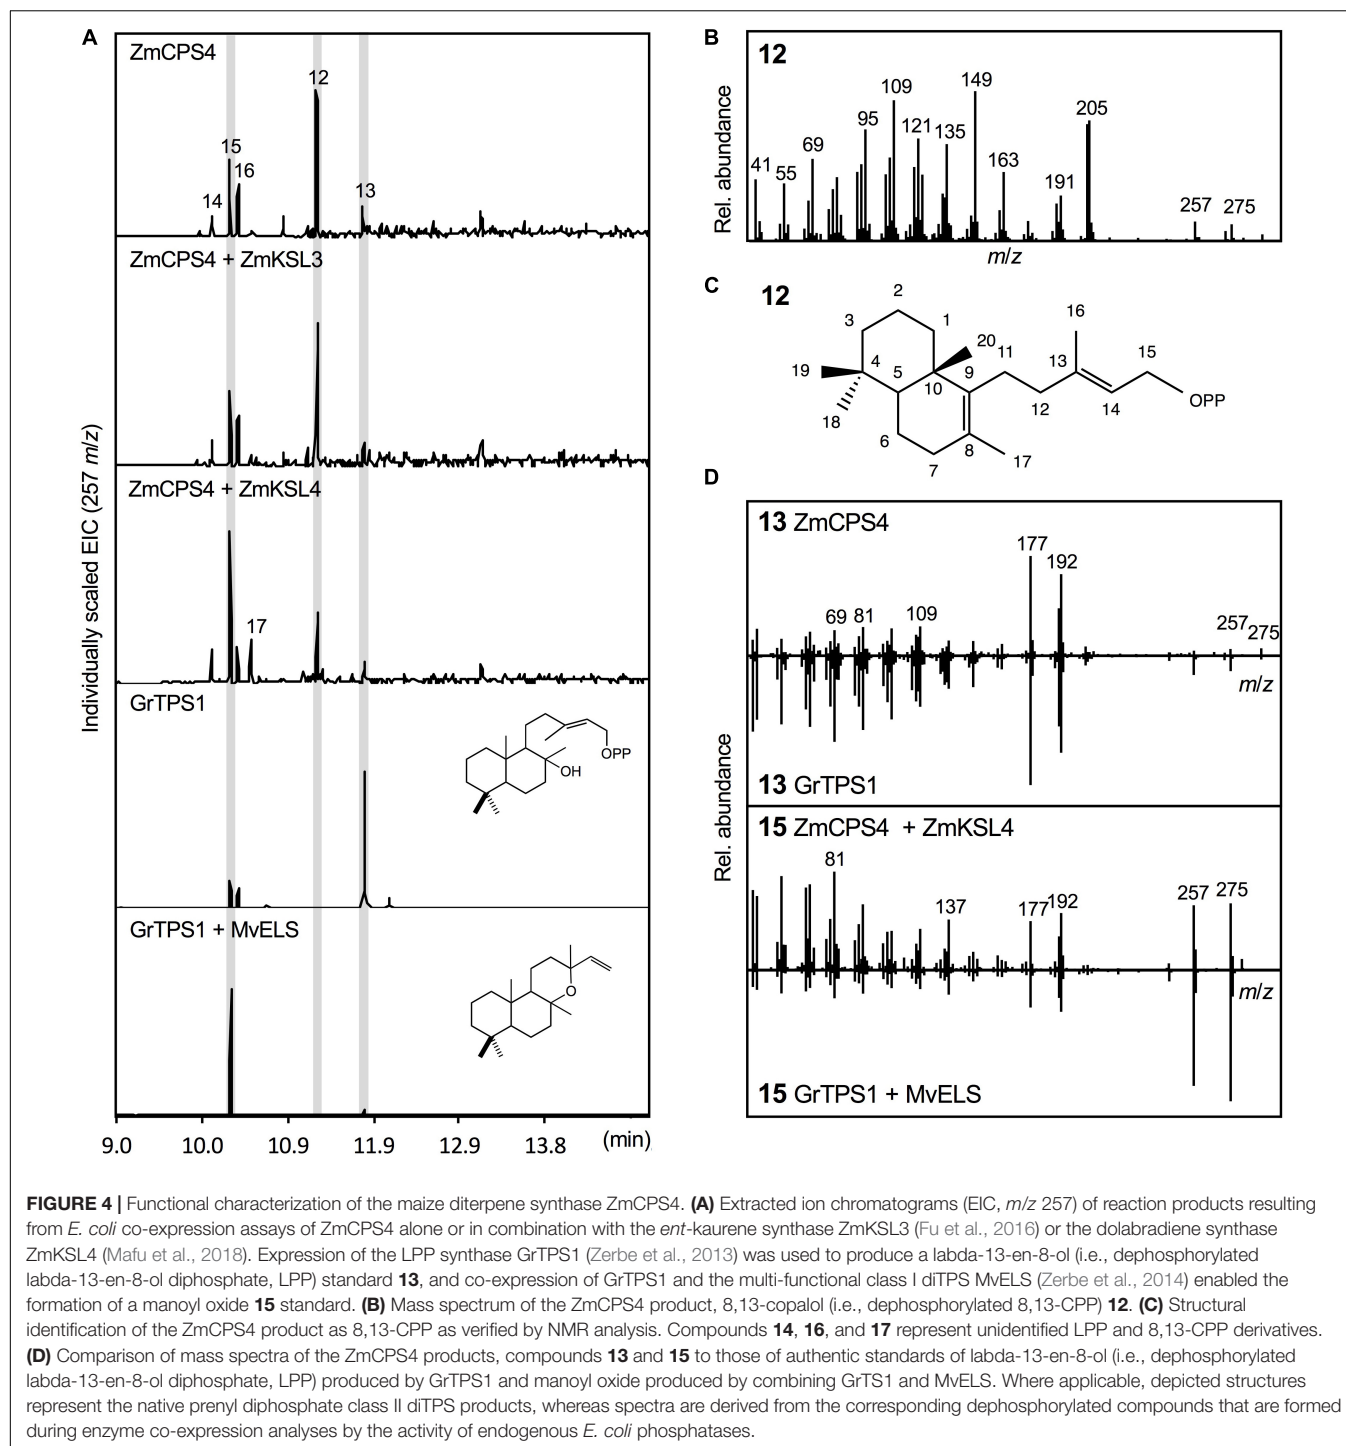 A
ZmCPS4
12
15
16
14
13
ZmCPS4 + ZmKSL3
ZmCPS4 + ZmKSL4
17
GrTPS1
OPP
OH
GrTPS1 + MvELS
O
Individually scaled EIC (257 m/z)
9.0 10.0 10.9 11.9 12.9 13.8 (min)
B
12
Rel. abundance
41 55 69 95 109 121 135 149 163 191 205 257 275
m/z
C
12
1 2 3 4 5 6 7 8 9 10 11 12 13 14 15 16 17 18 19 20
OPP
D
13 ZmCPS4
177
192
69 81 109
257 275
m/z
13 GrTPS1
Rel. abundance
15 ZmCPS4 + ZmKSL4
81
137
177 192
257 275
m/z
15 GrTPS1 + MvELS
FIGURE 4 | Functional characterization of the maize diterpene synthase ZmCPS4. (A) Extracted ion chromatograms (EIC, m/z 257) of reaction products resulting
from E. coli co-expression assays of ZmCPS4 alone or in combination with the ent-kaurene synthase ZmKSL3 (Fu et al., 2016) or the dolabradiene synthase
ZmKSL4 (Mafu et al., 2018). Expression of the LPP synthase GrTPS1 (Zerbe et al., 2013) was used to produce a labda-13-en-8-ol (i.e., dephosphorylated
labda-13-en-8-ol diphosphate, LPP) standard 13, and co-expression of GrTPS1 and the multi-functional class I diTPS MvELS (Zerbe et al., 2014) enabled the
formation of a manoyl oxide 15 standard. (B) Mass spectrum of the ZmCPS4 product, 8,13-copalol (i.e., dephosphorylated 8,13-CPP) 12. (C) Structural
identification of the ZmCPS4 product as 8,13-CPP as verified by NMR analysis. Compounds 14, 16, and 17 represent unidentified LPP and 8,13-CPP derivatives.
(D) Comparison of mass spectra of the ZmCPS4 products, compounds 13 and 15 to those of authentic standards of labda-13-en-8-ol (i.e., dephosphorylated
labda-13-en-8-ol diphosphate, LPP) produced by GrTPS1 and manoyl oxide produced by combining GrTS1 and MvELS. Where applicable, depicted structures
represent the native prenyl diphosphate class II diTPS products, whereas spectra are derived from the corresponding dephosphorylated compounds that are formed
during enzyme co-expression analyses by the activity of endogenous E. coli phosphatases.